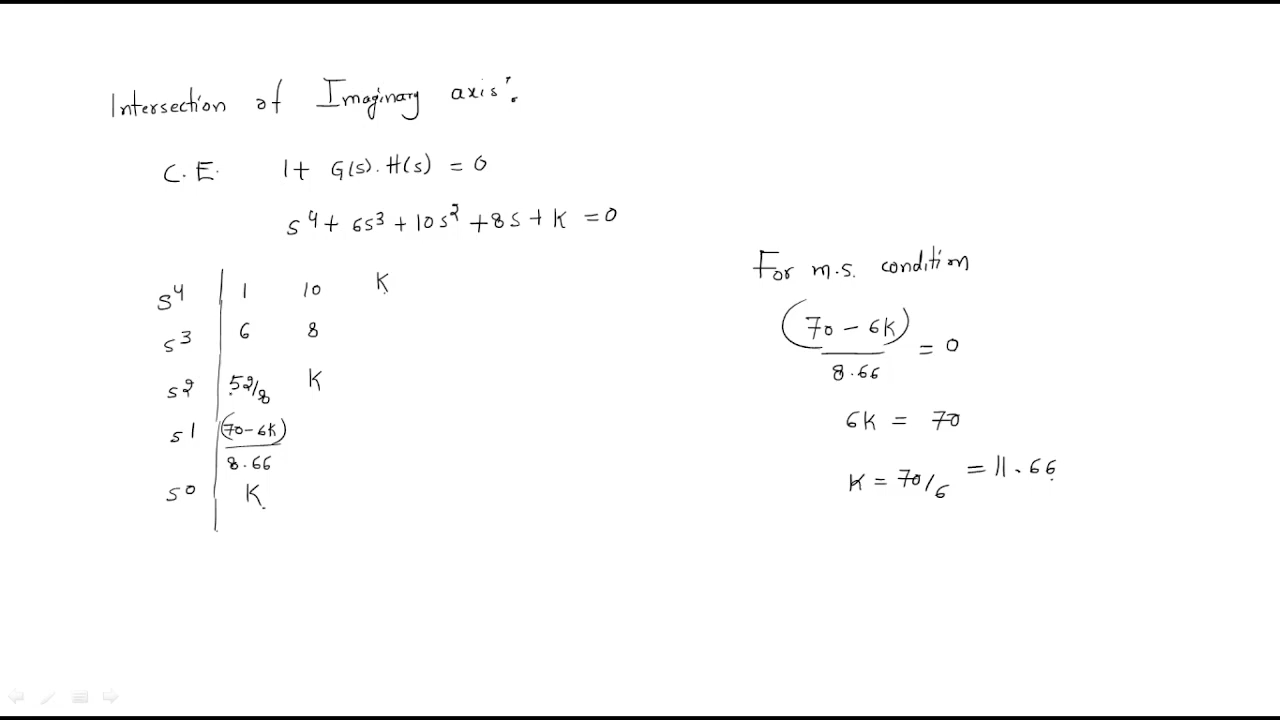 Intersection of Imaginary axis:
C.E. 1+ G(s).H(s) = 0
s⁴ + 6s³ + 10s² + 8s + K = 0
s⁴ 1 10 K
s³ 6 8
s² 52/8 K
s¹ (70-6K)
8.66
s⁰ K
For m.s. condition
(70 - 6K)
= 0
8.66
6K = 70
K = 70/6 = 11.66